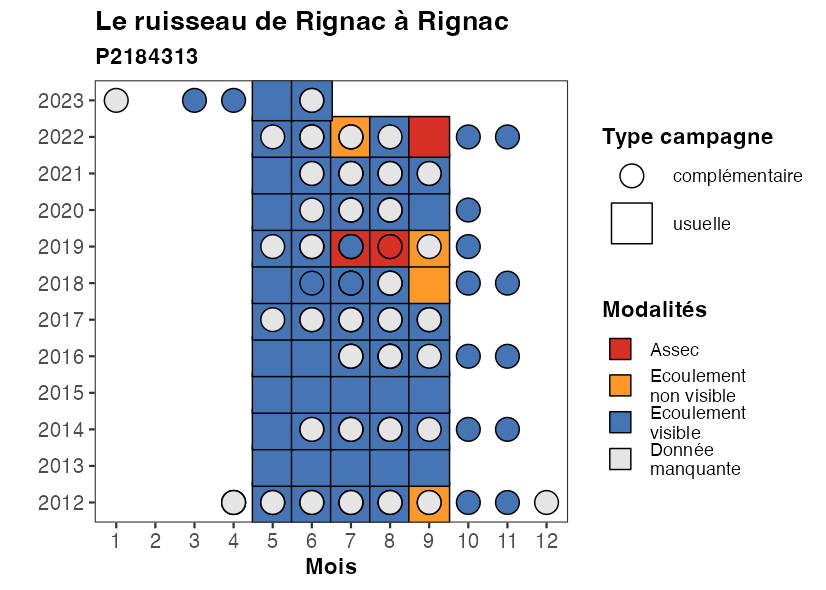 Le ruisseau de Rignac à Rignac
P2184313
2023
2022
2021
2020
2019
2018
2017
2016
2015
2014
2013
2012
1 2 3 4 5 6 7 8 9 10 11 12
Mois
Type campagne
complémentaire
usuelle
Modalités
Assec
Ecoulement
non visible
Ecoulement
visible
Donnée
manquante